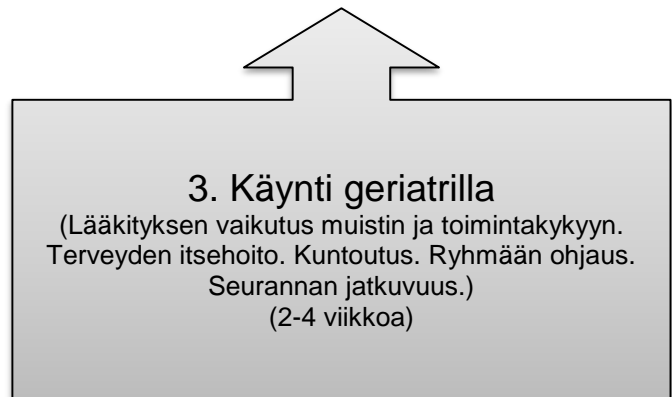 3. Käynti geriatrilla
(Lääkityksen vaikutus muistin ja toimintakykyyn.
Terveyden itsehoito. Kuntoutus. Ryhmään ohjaus.
Seurannan jatkuvuus.)
(2-4 viikkoa)